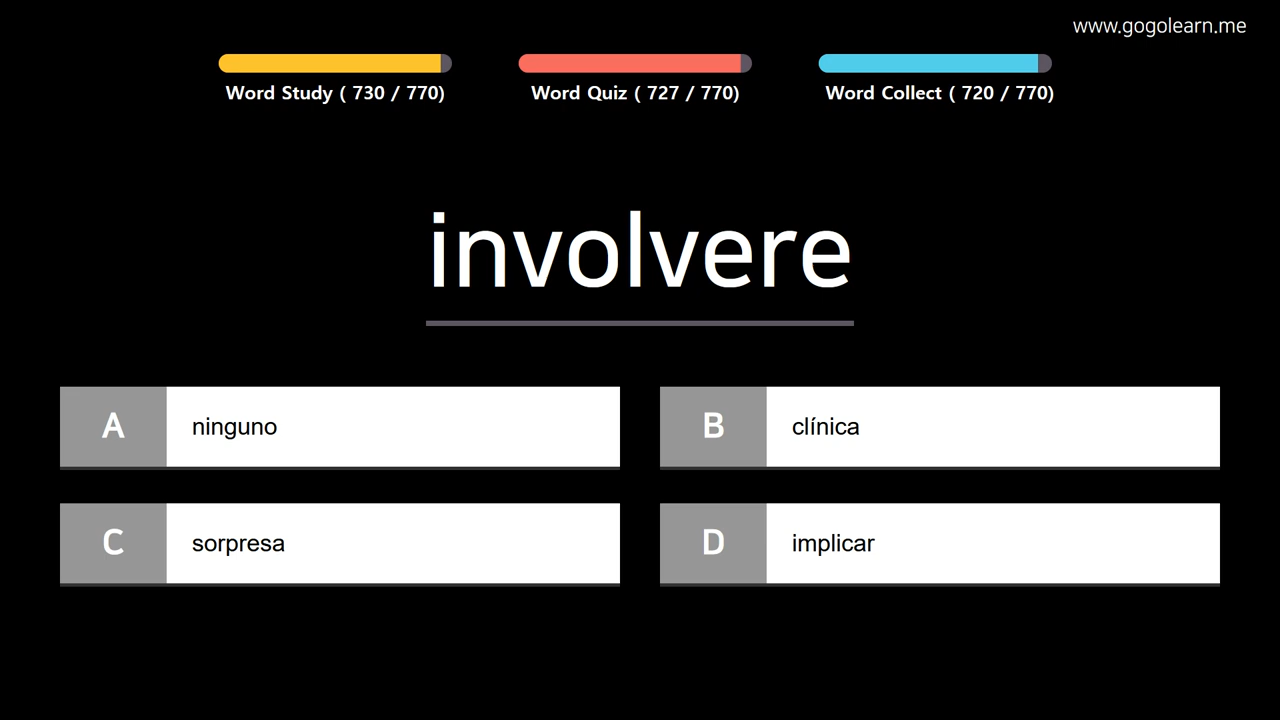 www.gogolearn.me
Word Study ( 730 / 770)
Word Quiz ( 727 / 770)
Word Collect ( 720 / 770)
involvere
A ninguno
B clínica
C sorpresa
D implicar